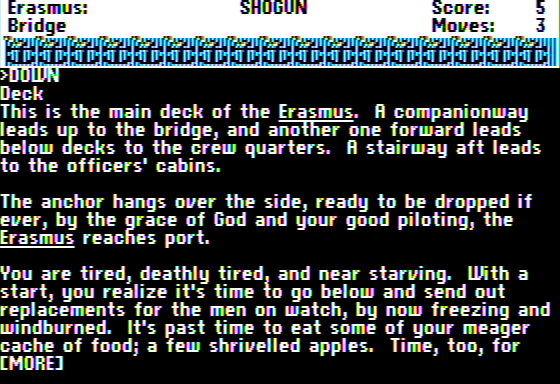 Erasmus: SHOGUN Score: 5
Bridge Moves: 3
>DOWN
Deck
This is the main deck of the Erasmus. A companionway
leads up to the bridge, and another one forward leads
below decks to the crew quarters. A stairway aft leads
to the officers' cabins.
The anchor hangs over the side, ready to be dropped if
ever, by the grace of God and your good piloting, the
Erasmus reaches port.
You are tired, deathly tired, and near starving. With a
start, you realize it's time to go below and send out
replacements for the men on watch, by now freezing and
windburned. It's past time to eat some of your meager
cache of food; a few shrivelled apples. Time, too, for
[MORE]